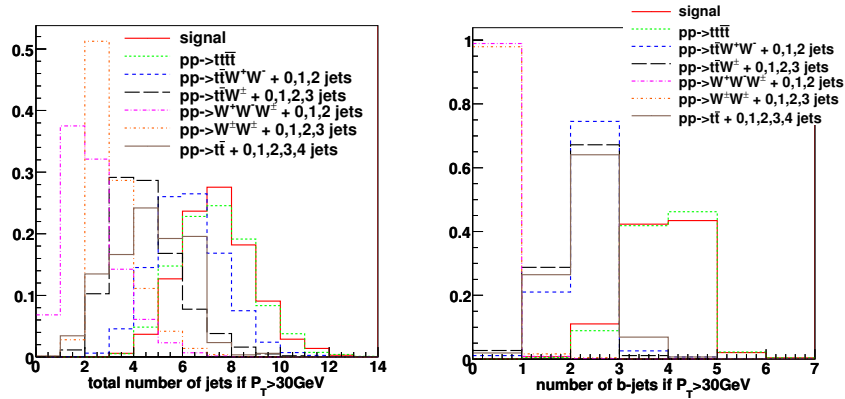 signal
pp->tt̄tt̄
pp->tt̄W⁺W⁻ + 0,1,2 jets
pp->tt̄W± + 0,1,2,3 jets
pp->W⁺W⁻W± + 0,1,2 jets
pp->W±W± + 0,1,2,3 jets
pp->tt̄ + 0,1,2,3,4 jets
0.5
0.4
0.3
0.2
0.1
0
0 2 4 6 8 10 12 14
total number of jets if P_T>30GeV
signal
pp->tt̄tt̄
pp->tt̄W⁺W⁻ + 0,1,2 jets
pp->tt̄W± + 0,1,2,3 jets
pp->W⁺W⁻W± + 0,1,2 jets
pp->W±W± + 0,1,2,3 jets
pp->tt̄ + 0,1,2,3,4 jets
1
0.8
0.6
0.4
0.2
0
0 1 2 3 4 5 6 7
number of b-jets if P_T>30GeV